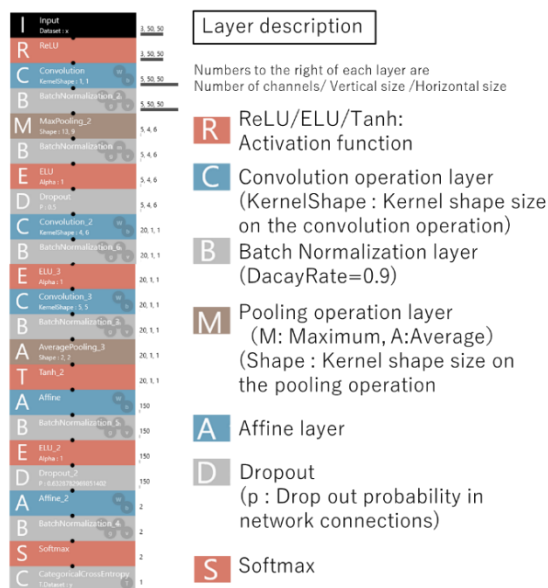 I Input
Dataset : x
3, 50, 50
R ReLU
3, 50, 50
C Convolution
KernelShape : 1, 1
5, 50, 50
B BatchNormalization_2
5, 50, 50
M MaxPooling_2
Shape : 13, 9
5, 4, 6
B BatchNormalization
5, 4, 6
E ELU
Alpha : 1
5, 4, 6
D Dropout
P : 0.5
5, 4, 6
C Convolution_2
KernelShape : 4, 6
20, 1, 1
B BatchNormalization_6
20, 1, 1
E ELU_3
Alpha : 1
20, 1, 1
C Convolution_3
KernelShape : 5, 5
20, 1, 1
B
20, 1, 1
A AveragePooling_3
Shape : 2, 2
20, 1, 1
T Tanh_2
20, 1, 1
A Affine
150
B
150
E ELU_2
Alpha : 1
150
D Dropout_2
150
A Affine_2
2
B BatchNormalization_4
2
S Softmax
2
C CategoricalCrossEntropy
T.Dataset : y
1
Layer description
Numbers to the right of each layer are
Number of channels/ Vertical size /Horizontal size
R ReLU/ELU/Tanh:
Activation function
C Convolution operation layer
(KernelShape : Kernel shape size
on the convolution operation)
B Batch Normalization layer
(DacayRate=0.9)
M Pooling operation layer
(M: Maximum, A:Average)
(Shape : Kernel shape size on
the pooling operation
A Affine layer
D Dropout
(p : Drop out probability in
network connections)
S Softmax